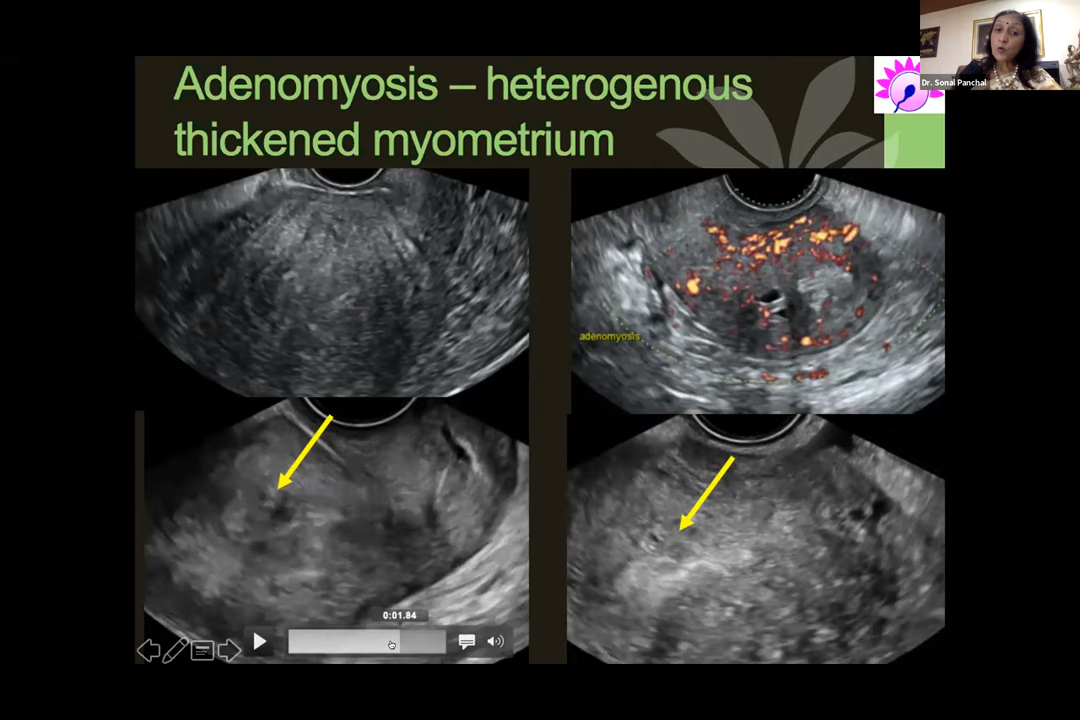 Adenomyosis – heterogenous
thickened myometrium
Dr. Sonal Panchal
adenomyosis
0:01.84